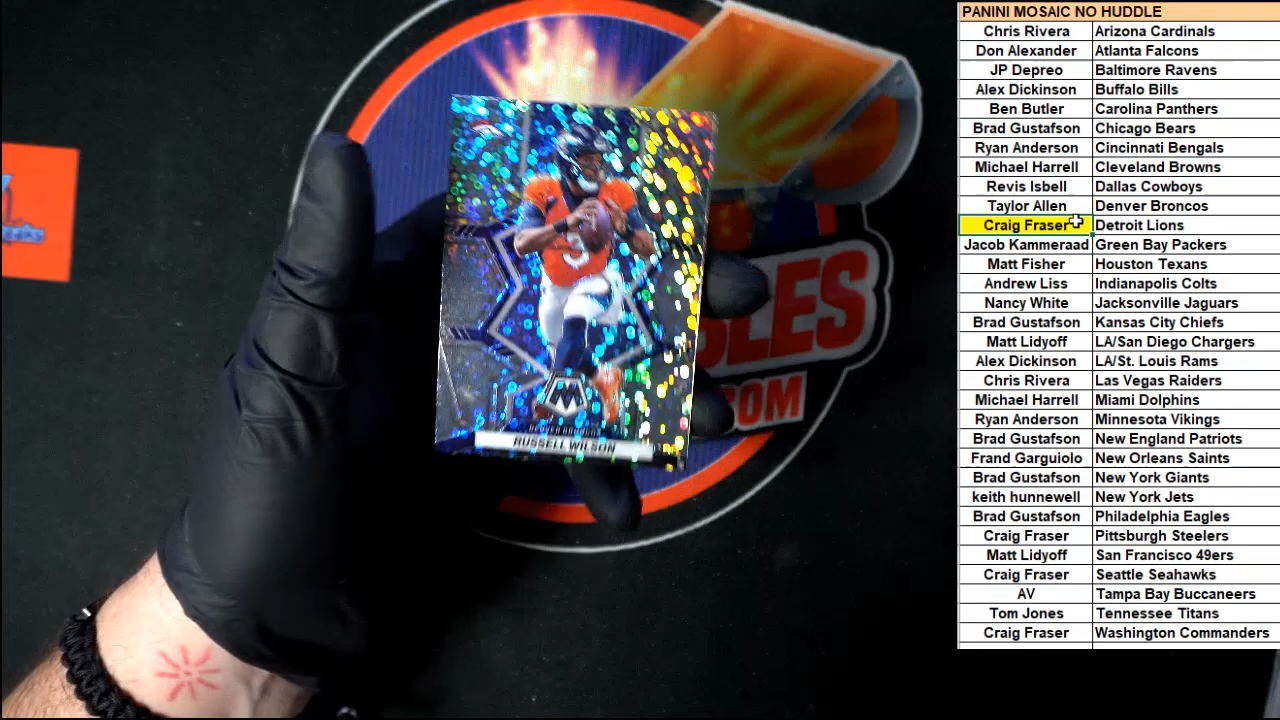 PANINI MOSAIC NO HUDDLE
Chris Rivera Arizona Cardinals
Don Alexander Atlanta Falcons
JP Depreo Baltimore Ravens
Alex Dickinson Buffalo Bills
Ben Butler Carolina Panthers
Brad Gustafson Chicago Bears
Ryan Anderson Cincinnati Bengals
Michael Harrell Cleveland Browns
Revis Isbell Dallas Cowboys
Taylor Allen Denver Broncos
Craig Fraser Detroit Lions
Jacob Kammeraad Green Bay Packers
Matt Fisher Houston Texans
Andrew Liss Indianapolis Colts
Nancy White Jacksonville Jaguars
Brad Gustafson Kansas City Chiefs
Matt Lidyoff LA/San Diego Chargers
Alex Dickinson LA/St. Louis Rams
Chris Rivera Las Vegas Raiders
Michael Harrell Miami Dolphins
Ryan Anderson Minnesota Vikings
Brad Gustafson New England Patriots
Frand Garguiolo New Orleans Saints
Brad Gustafson New York Giants
keith hunnewell New York Jets
Brad Gustafson Philadelphia Eagles
Craig Fraser Pittsburgh Steelers
Matt Lidyoff San Francisco 49ers
Craig Fraser Seattle Seahawks
AV Tampa Bay Buccaneers
Tom Jones Tennessee Titans
Craig Fraser Washington Commanders
3
M
DENVER BRONCOS
RUSSELL WILSON
.COM